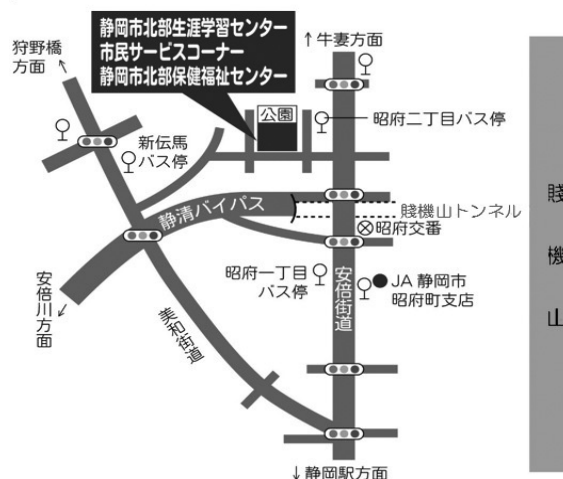 静岡市北部生涯学習センター
市民サービスコーナー
静岡市北部保健福祉センター
↑牛妻方面
狩野橋
方面
公園
昭府二丁目バス停
新伝馬
バス停
静清バイパス
賤機山トンネル
昭府交番
安倍
川方面
昭府一丁目
バス停
安倍街道
JA 静岡市
昭府町支店
美和街道
↓静岡駅方面
賤
機
山